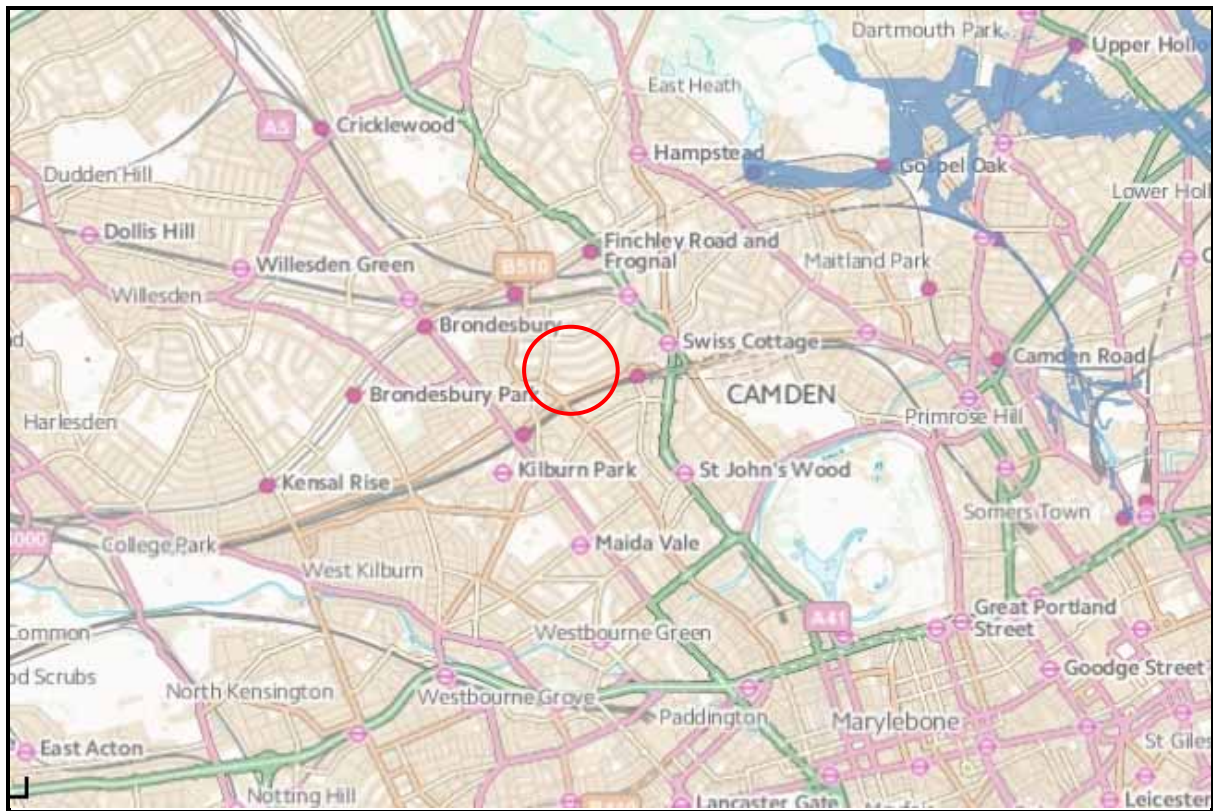 Dartmouth Park
Upper Hollo
East Heath
A5
Cricklewood
Hampstead
Gospel Oak
Dudden Hill
Lower Holl
Dollis Hill
Finchley Road and
Frognal
Maitland Park
Willesden Green
B510
Willesden
Brondesbury
Swiss Cottage
Camden Road
Brondesbury Park
CAMDEN
Primrose Hill
Harlesden
Kilburn Park
St John's Wood
Kensal Rise
Somers Town
College Park
Maida Vale
West Kilburn
Great Portland
Street
A41
Common
Westbourne Green
Goodge Street
od Scrubs
North Kensington
Westbourne Grove
Paddington
Marylebone
East Acton
St Giles
Notting Hill
Lancaster Gate
Leicester